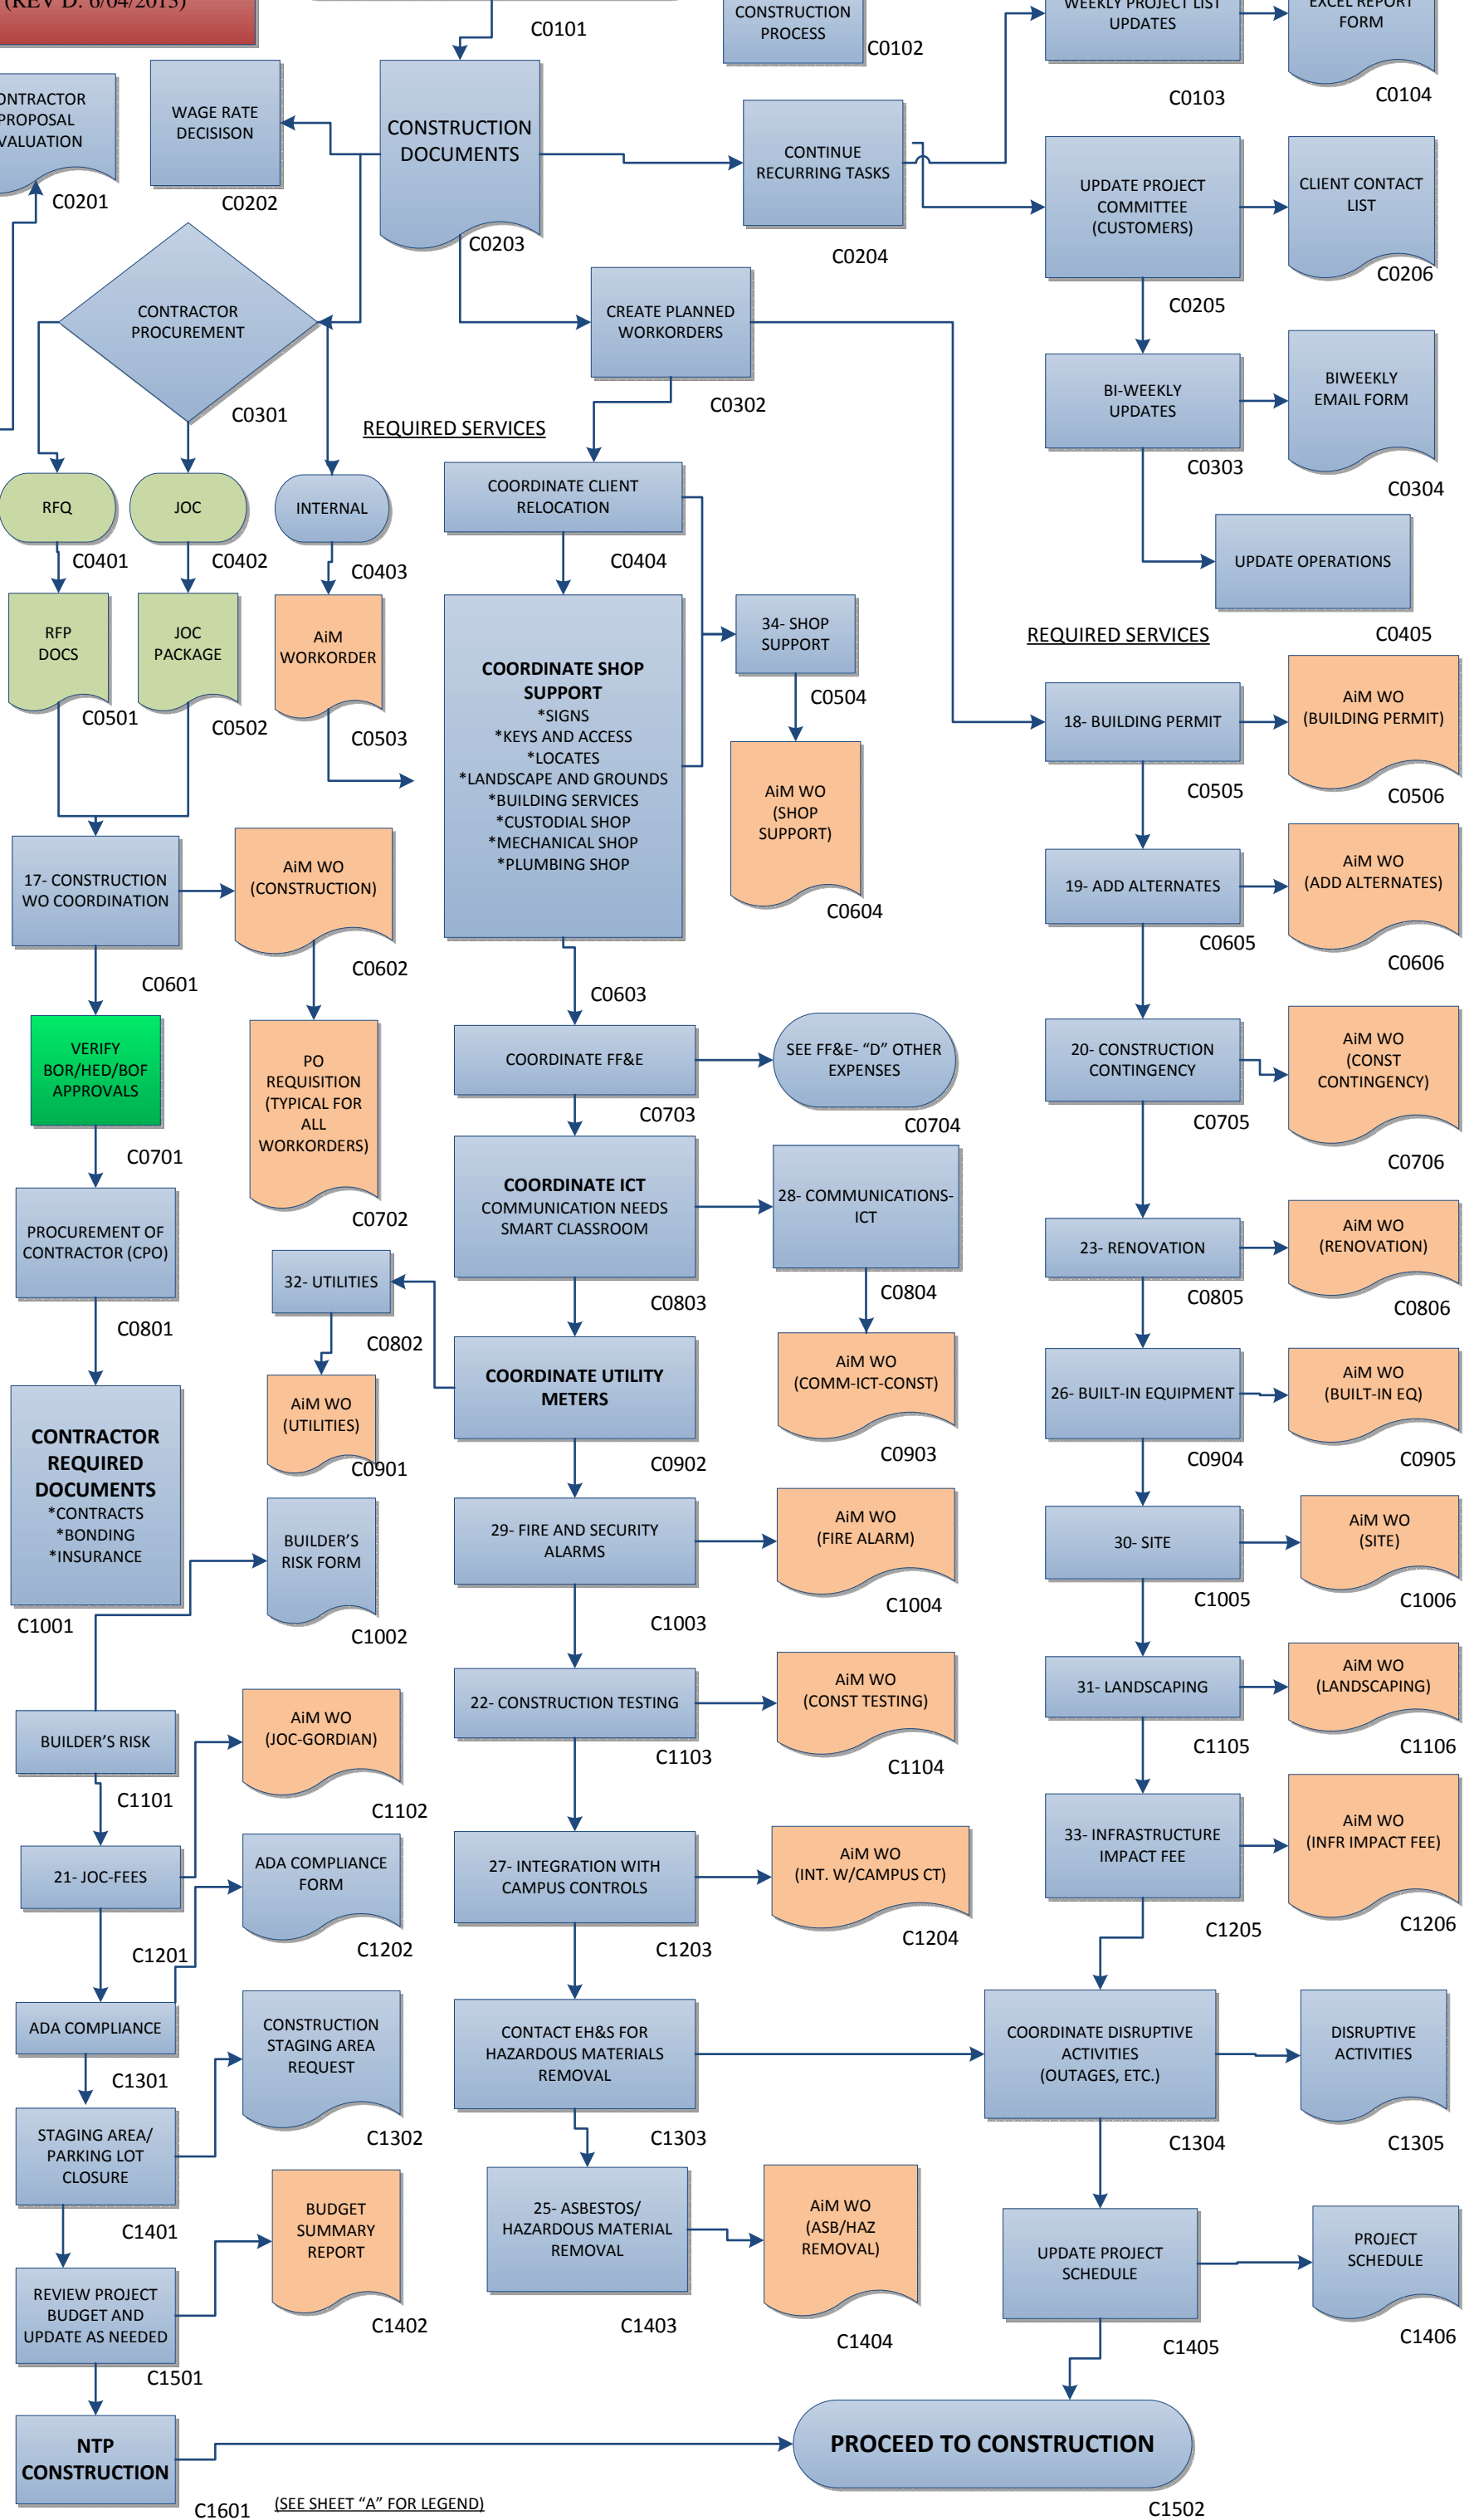 (REV D: 6/04/2013)
C0101
CONSTRUCTION
PROCESS
C0102
WEEKLY PROJECT LIST
UPDATES
C0103
EXCEL REPORT
FORM
C0104
PROPOSAL
C0201
WAGE RATE
DECISISON
C0202
CONSTRUCTION
DOCUMENTS
C0203
CONTINUE
RECURRING TASKS
C0204
UPDATE PROJECT
COMMITTEE
(CUSTOMERS)
C0205
CLIENT CONTACT
LIST
C0206
CONTRACTOR
PROCUREMENT
C0301
CREATE PLANNED
WORKORDERS
C0302
BI-WEEKLY
UPDATES
C0303
BIWEEKLY
EMAIL FORM
C0304
REQUIRED SERVICES
RFQ
C0401
JOC
C0402
INTERNAL
C0403
COORDINATE CLIENT
RELOCATION
C0404
UPDATE OPERATIONS
C0405
RFP
DOCS
C0501
JOC
PACKAGE
C0502
AiM
WORKORDER
C0503
COORDINATE SHOP
SUPPORT
*SIGNS
*KEYS AND ACCESS
*LOCATES
*LANDSCAPE AND GROUNDS
*BUILDING SERVICES
*CUSTODIAL SHOP
*MECHANICAL SHOP
*PLUMBING SHOP
34- SHOP
SUPPORT
C0504
REQUIRED SERVICES
18- BUILDING PERMIT
C0505
AiM WO
(BUILDING PERMIT)
C0506
17- CONSTRUCTION
WO COORDINATION
C0601
AiM WO
(CONSTRUCTION)
C0602
C0603
AiM WO
(SHOP
SUPPORT)
C0604
19- ADD ALTERNATES
C0605
AiM WO
(ADD ALTERNATES)
C0606
VERIFY
BOR/HED/BOF
APPROVALS
C0701
PO
REQUISITION
(TYPICAL FOR
ALL
WORKORDERS)
C0702
COORDINATE FF&E
C0703
SEE FF&E- “D” OTHER
EXPENSES
C0704
20- CONSTRUCTION
CONTINGENCY
C0705
AiM WO
(CONST
CONTINGENCY)
C0706
PROCUREMENT OF
CONTRACTOR (CPO)
C0801
32- UTILITIES
C0802
COORDINATE ICT
COMMUNICATION NEEDS
SMART CLASSROOM
C0803
28- COMMUNICATIONS-
ICT
C0804
23- RENOVATION
C0805
AiM WO
(RENOVATION)
C0806
AiM WO
(UTILITIES)
C0901
COORDINATE UTILITY
METERS
C0902
AiM WO
(COMM-ICT-CONST)
C0903
26- BUILT-IN EQUIPMENT
C0904
AiM WO
(BUILT-IN EQ)
C0905
CONTRACTOR
REQUIRED
DOCUMENTS
*CONTRACTS
*BONDING
*INSURANCE
C1001
BUILDER’S
RISK FORM
C1002
29- FIRE AND SECURITY
ALARMS
C1003
AiM WO
(FIRE ALARM)
C1004
30- SITE
C1005
AiM WO
(SITE)
C1006
BUILDER’S RISK
C1101
AiM WO
(JOC-GORDIAN)
C1102
22- CONSTRUCTION TESTING
C1103
AiM WO
(CONST TESTING)
C1104
31- LANDSCAPING
C1105
AiM WO
(LANDSCAPING)
C1106
21- JOC-FEES
C1201
ADA COMPLIANCE
FORM
C1202
27- INTEGRATION WITH
CAMPUS CONTROLS
C1203
AiM WO
(INT. W/CAMPUS CT)
C1204
33- INFRASTRUCTURE
IMPACT FEE
C1205
AiM WO
(INFR IMPACT FEE)
C1206
ADA COMPLIANCE
C1301
CONSTRUCTION
STAGING AREA
REQUEST
C1302
CONTACT EH&S FOR
HAZARDOUS MATERIALS
REMOVAL
C1303
COORDINATE DISRUPTIVE
ACTIVITIES
(OUTAGES, ETC.)
C1304
DISRUPTIVE
ACTIVITIES
C1305
STAGING AREA/
PARKING LOT
CLOSURE
C1401
BUDGET
SUMMARY
REPORT
C1402
25- ASBESTOS/
HAZARDOUS MATERIAL
REMOVAL
C1403
AiM WO
(ASB/HAZ
REMOVAL)
C1404
UPDATE PROJECT
SCHEDULE
C1405
PROJECT
SCHEDULE
C1406
REVIEW PROJECT
BUDGET AND
UPDATE AS NEEDED
C1501
NTP
CONSTRUCTION
C1601
PROCEED TO CONSTRUCTION
C1502
(SEE SHEET “A” FOR LEGEND)